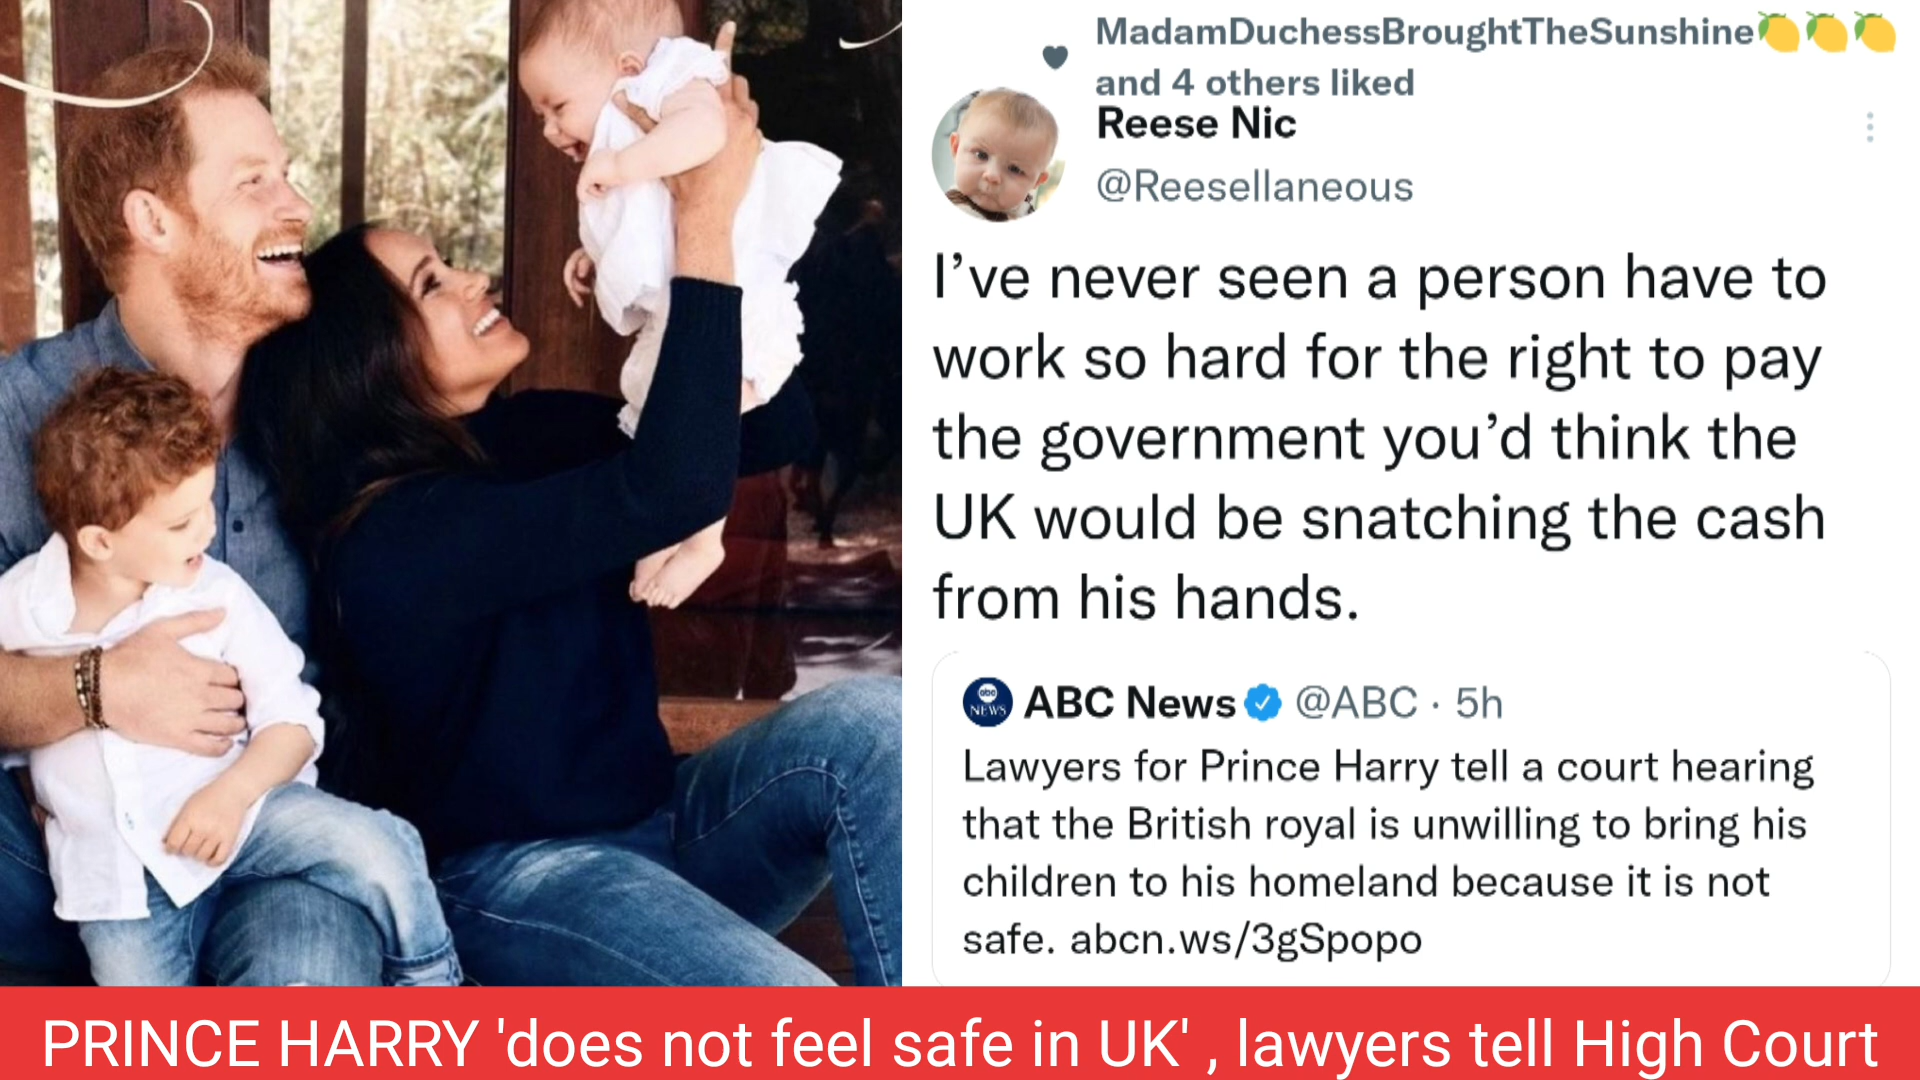 MadamDuchessBroughtTheSunshine🍋🍋🍋
and 4 others liked
Reese Nic
@Reesellaneous
I’ve never seen a person have to
work so hard for the right to pay
the government you’d think the
UK would be snatching the cash
from his hands.
abc
NEWS
ABC News @ABC · 5h
Lawyers for Prince Harry tell a court hearing
that the British royal is unwilling to bring his
children to his homeland because it is not
safe. abcn.ws/3gSpopo
PRINCE HARRY 'does not feel safe in UK' , lawyers tell High Court